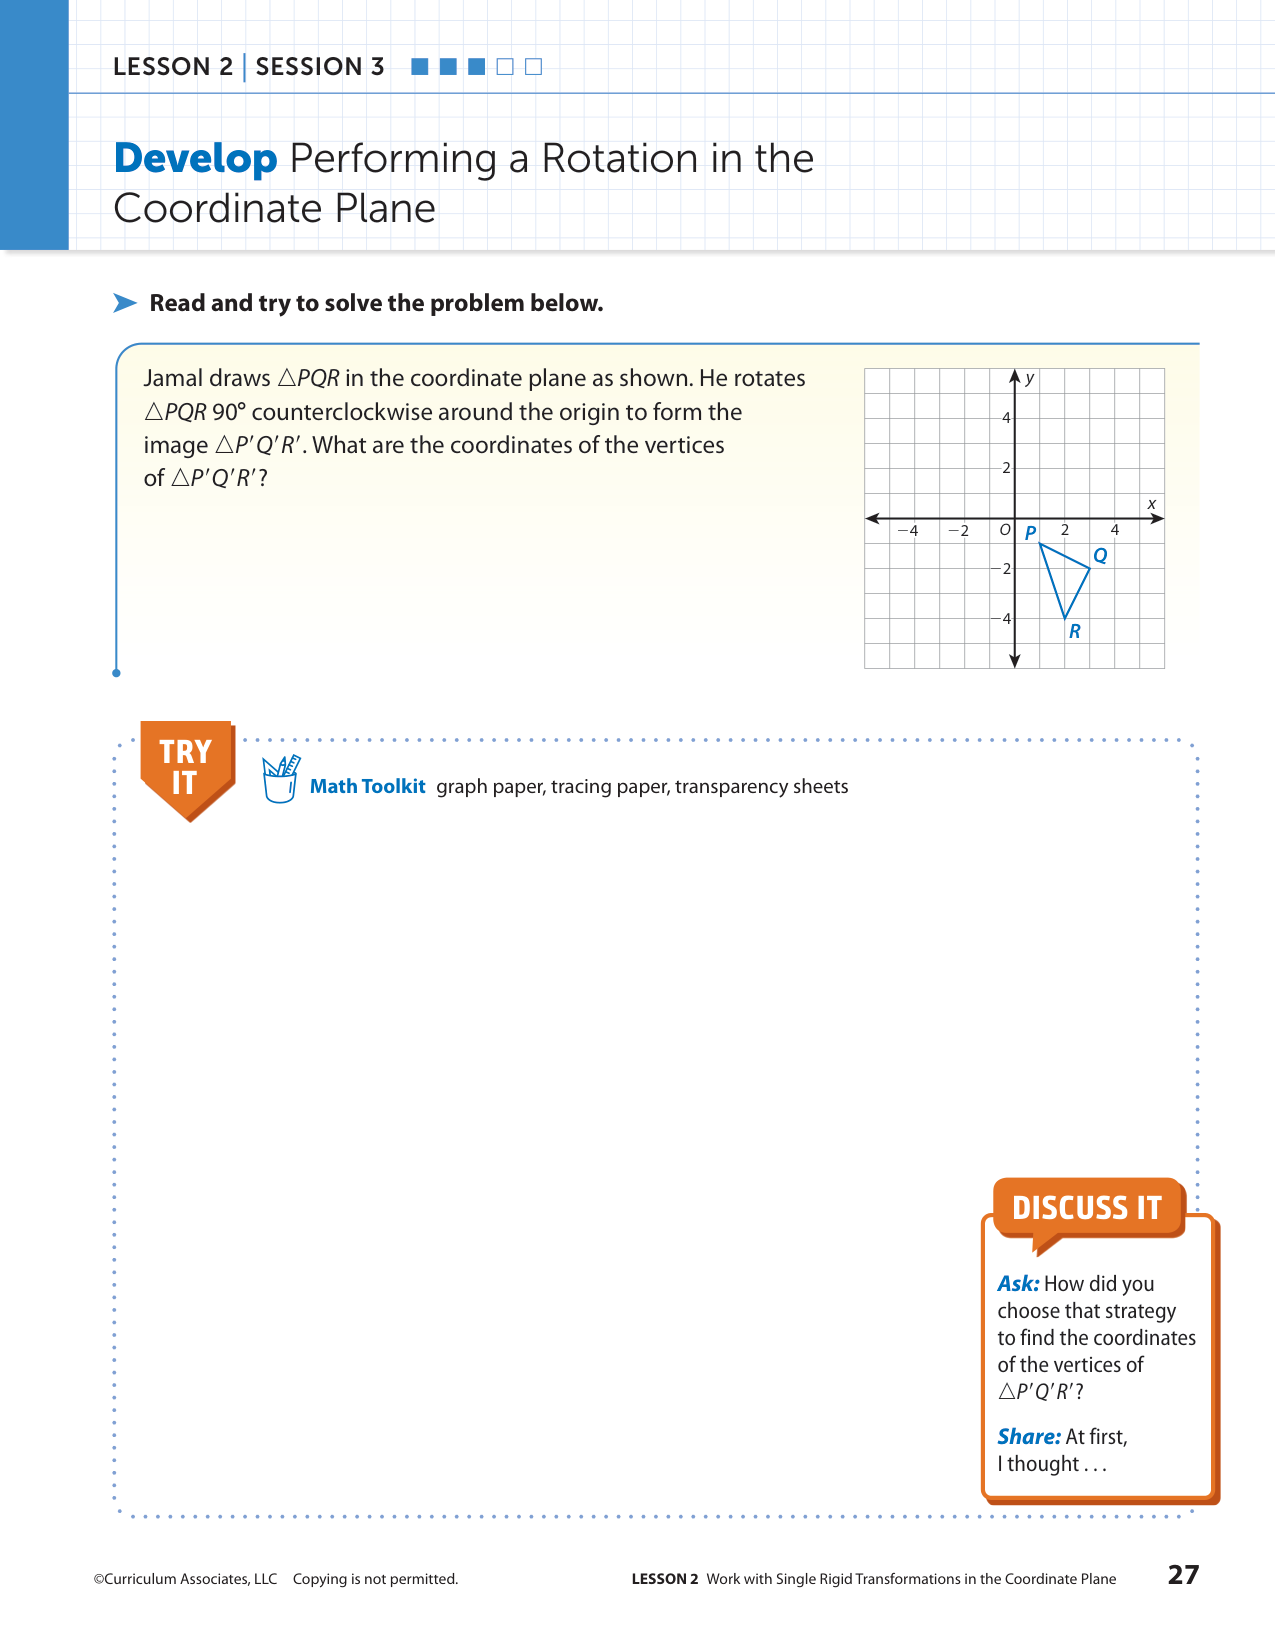 LESSON 2 | SESSION 3
Develop Performing a Rotation in the
Coordinate Plane
Read and try to solve the problem below.
Jamal draws △PQR in the coordinate plane as shown. He rotates
△PQR 90° counterclockwise around the origin to form the
image △P′Q′R′. What are the coordinates of the vertices
of △P′Q′R′?
y
4
2
x
−4 −2 O P 2 4
Q
−2
−4
R
TRY
IT
Math Toolkit graph paper, tracing paper, transparency sheets
DISCUSS IT
Ask: How did you
choose that strategy
to find the coordinates
of the vertices of
△P′Q′R′?
Share: At first,
I thought . . .
©Curriculum Associates, LLC Copying is not permitted.
LESSON 2 Work with Single Rigid Transformations in the Coordinate Plane 27